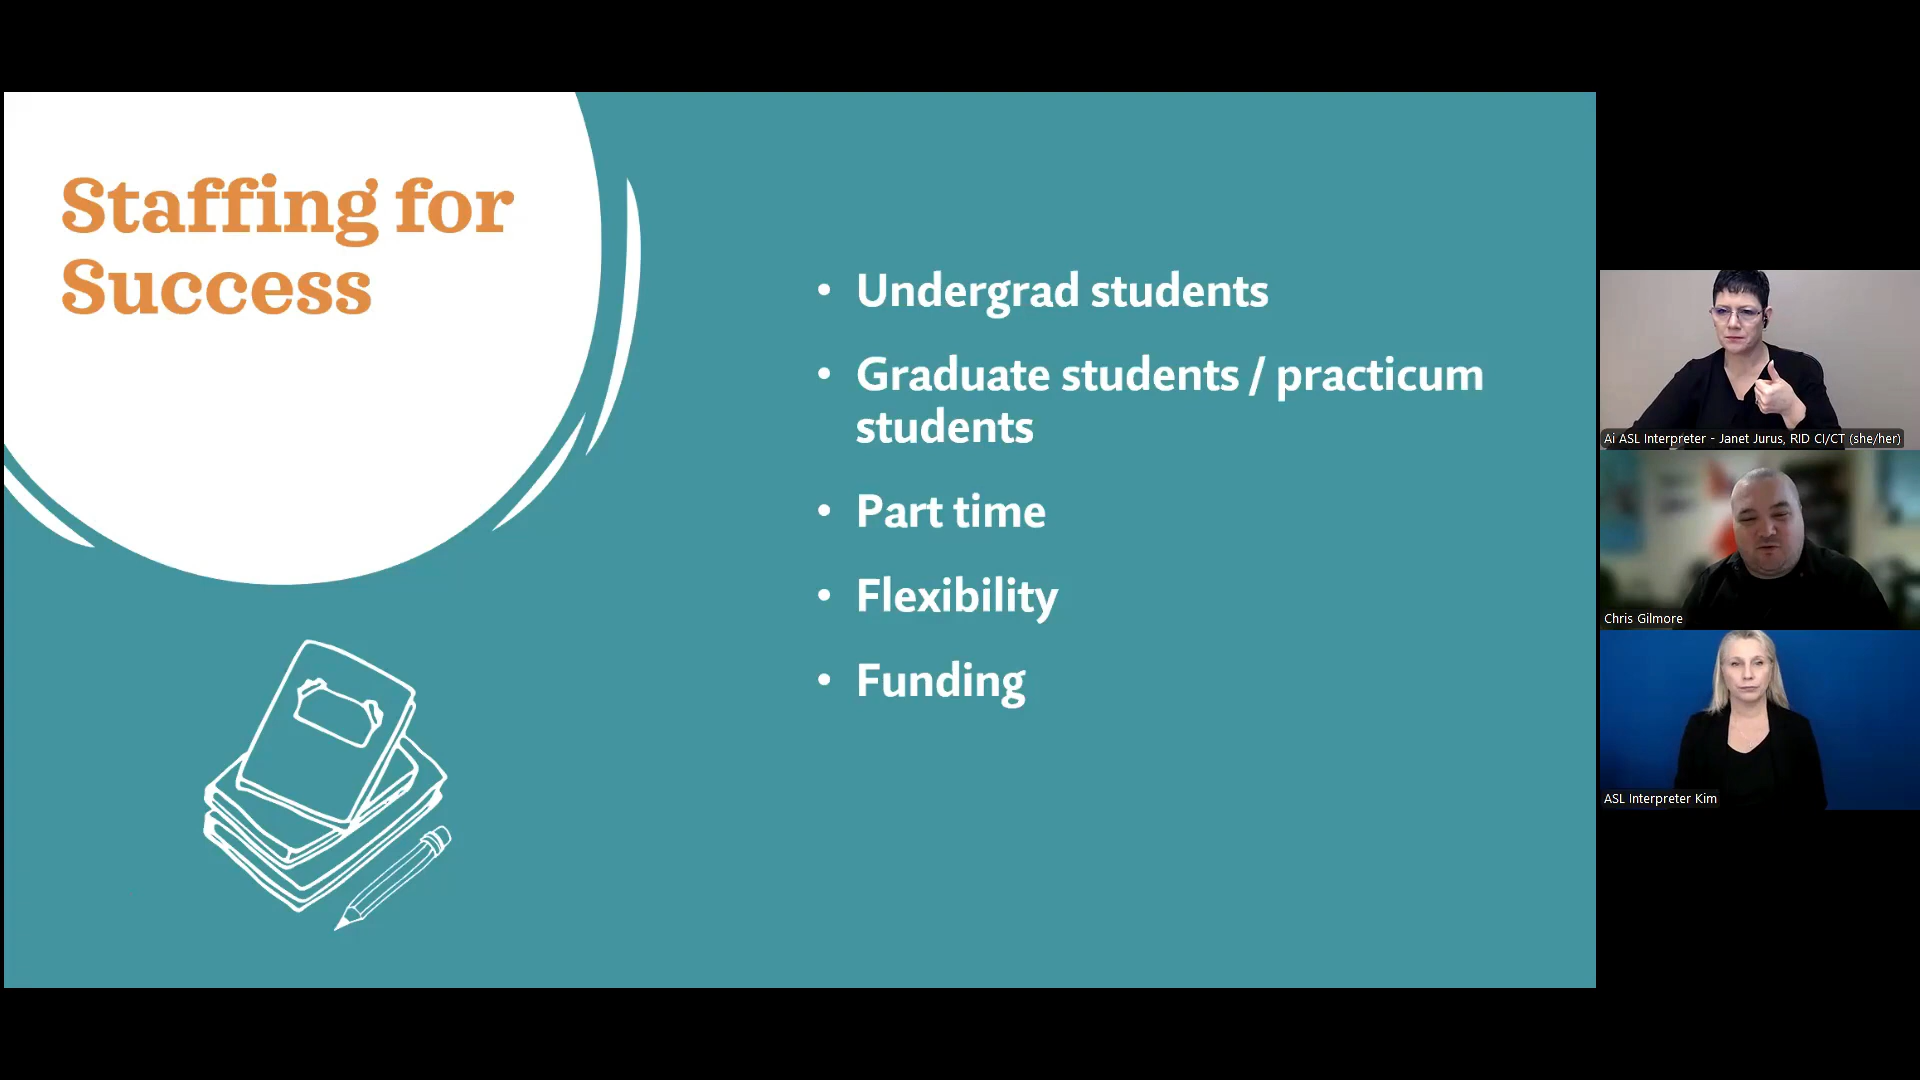 Staffing for
Success
• Undergrad students
• Graduate students / practicum
students
• Part time
• Flexibility
• Funding
Ai ASL Interpreter - Janet Jurus, RID CI/CT (she/her)
Chris Gilmore
ASL Interpreter Kim